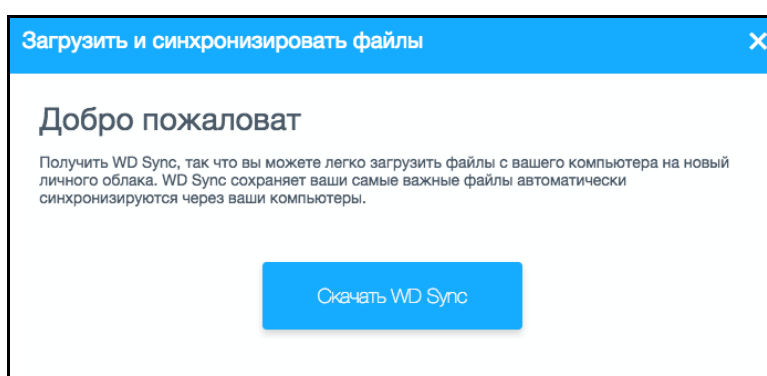 Загрузить и синхронизировать файлы
Добро пожаловат
Получить WD Sync, так что вы можете легко загрузить файлы с вашего компьютера на новый
личного облака. WD Sync сохраняет ваши самые важные файлы автоматически
синхронизируются через ваши компьютеры.
Скачать WD Sync